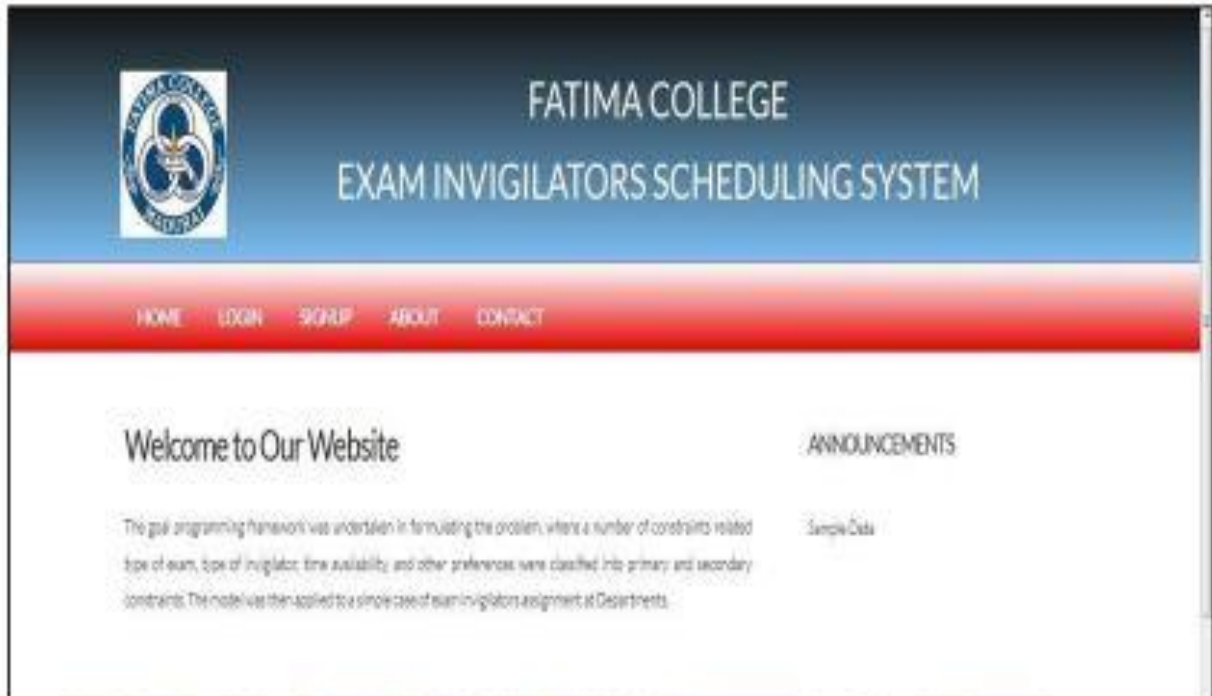 FATIMA COLLEGE
MADURAI
FATIMA COLLEGE
EXAM INVIGILATORS SCHEDULING SYSTEM
HOME LOGIN SIGNUP ABOUT CONTACT
Welcome to Our Website
The goal programming framework was undertaken in formulating the problem, where a number of constraints related
type of exam, type of invigilator, time availability, and other preferences were classified into primary and secondary
constraints. The model was then applied to a simple case of exam invigilators assignment at Departments.
ANNOUNCEMENTS
Sample Data